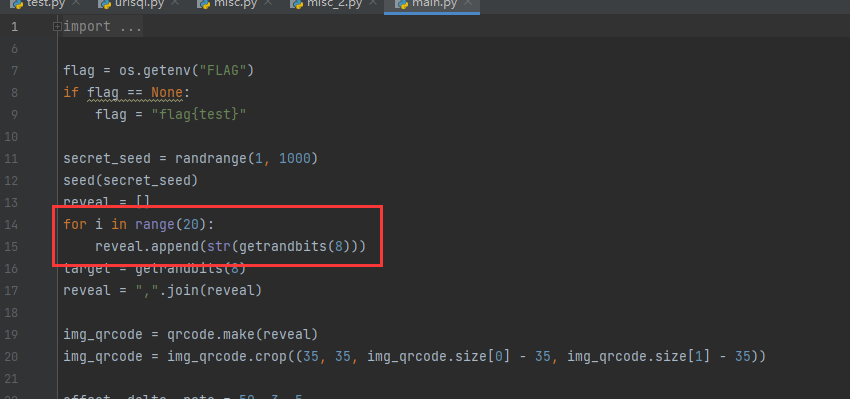 test.py urlsql.py misc.py misc_2.py main.py
1 import ...
6
7 flag = os.getenv("FLAG")
8 if flag == None:
9 flag = "flag{test}"
10
11 secret_seed = randrange(1, 1000)
12 seed(secret_seed)
13 reveal = []
14 for i in range(20):
15 reveal.append(str(getrandbits(8)))
16 target = getrandbits(8)
17 reveal = ",".join(reveal)
18
19 img_qrcode = qrcode.make(reveal)
20 img_qrcode = img_qrcode.crop((35, 35, img_qrcode.size[0] - 35, img_qrcode.size[1] - 35))
21